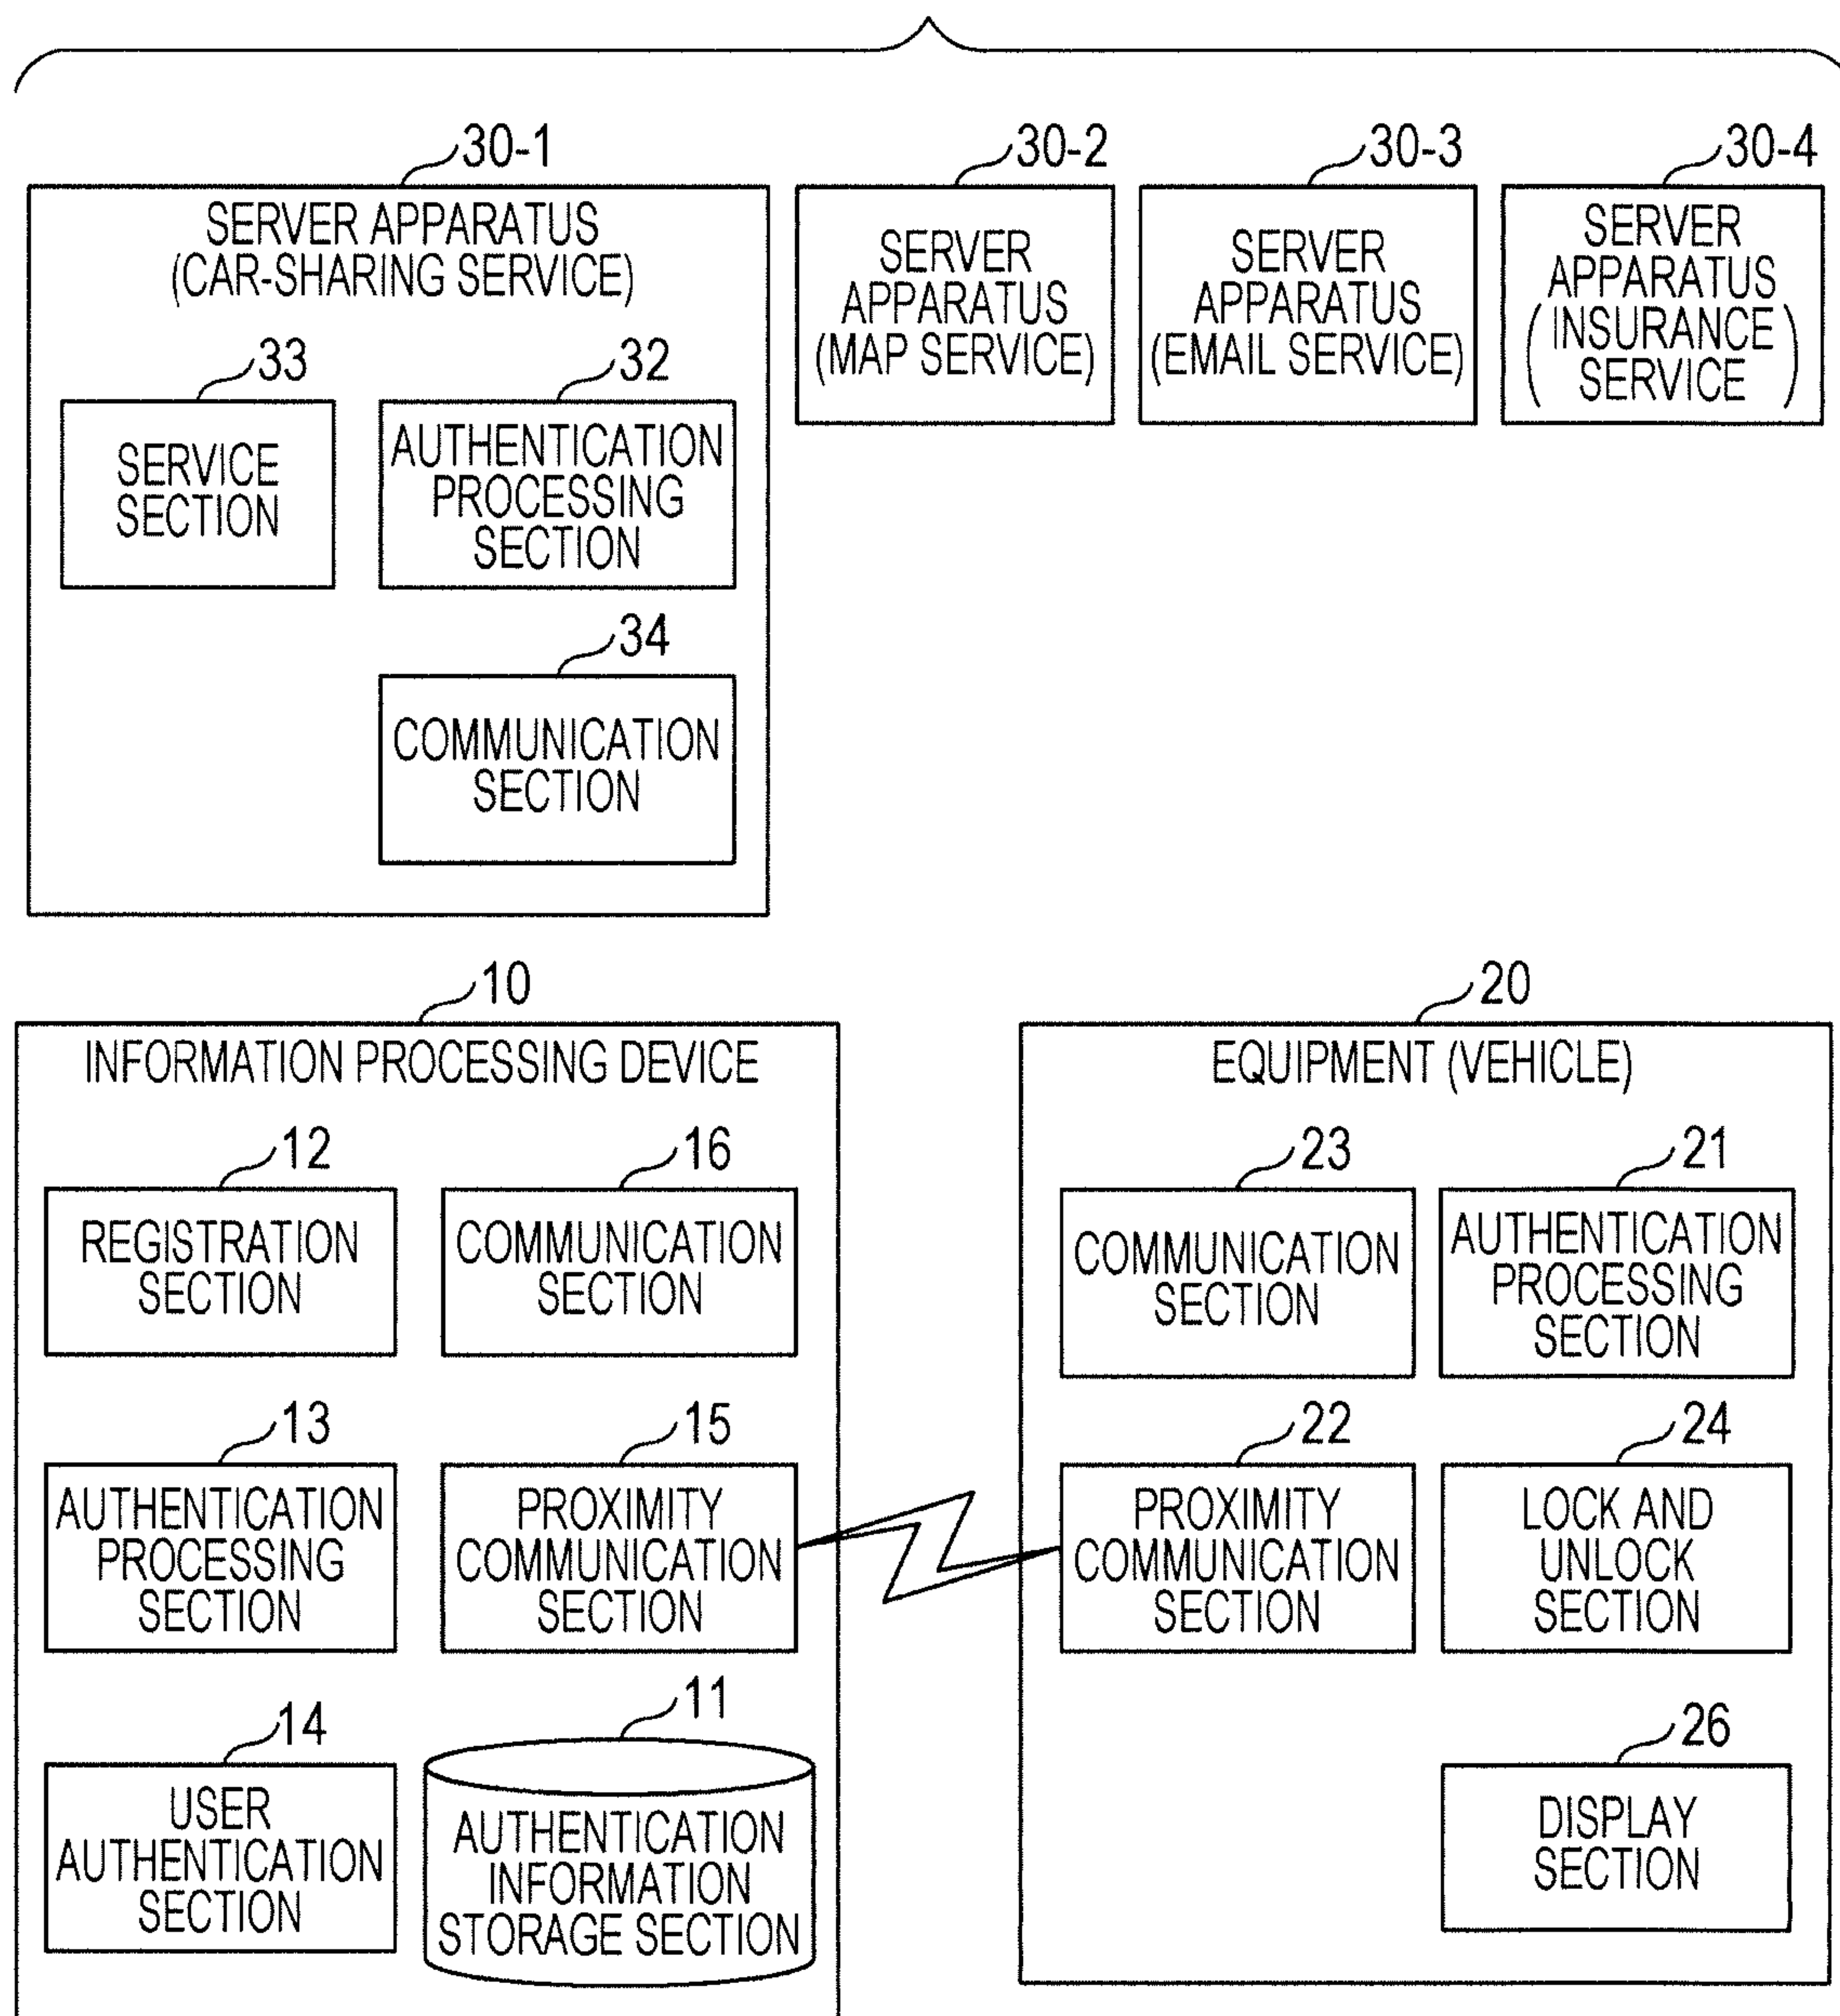 30-1
SERVER APPARATUS
(CAR-SHARING SERVICE)
33
SERVICE
SECTION
32
AUTHENTICATION
PROCESSING
SECTION
34
COMMUNICATION
SECTION
30-2
SERVER
APPARATUS
(MAP SERVICE)
30-3
SERVER
APPARATUS
(EMAIL SERVICE)
30-4
SERVER
APPARATUS
(INSURANCE
SERVICE)
10
INFORMATION PROCESSING DEVICE
12
REGISTRATION
SECTION
16
COMMUNICATION
SECTION
13
AUTHENTICATION
PROCESSING
SECTION
15
PROXIMITY
COMMUNICATION
SECTION
14
USER
AUTHENTICATION
SECTION
11
AUTHENTICATION
INFORMATION
STORAGE SECTION
20
EQUIPMENT (VEHICLE)
23
COMMUNICATION
SECTION
21
AUTHENTICATION
PROCESSING
SECTION
22
PROXIMITY
COMMUNICATION
SECTION
24
LOCK AND
UNLOCK
SECTION
26
DISPLAY
SECTION